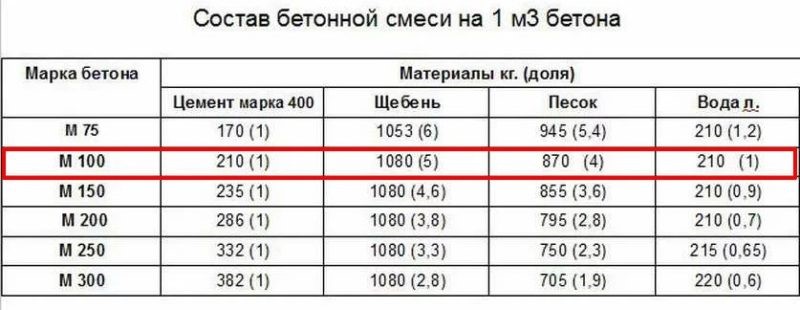 Состав бетонной смеси на 1 м3 бетона
Марка бетона Материалы кг. (доля)
Цемент марка 400 Щебень Песок Вода л.
М 75 170 (1) 1053 (6) 945 (5,4) 210 (1,2)
М 100 210 (1) 1080 (5) 870 (4) 210 (1)
М 150 235 (1) 1080 (4,6) 855 (3,6) 210 (0,9)
М 200 286 (1) 1080 (3,8) 795 (2,8) 210 (0,7)
М 250 332 (1) 1080 (3,3) 750 (2,3) 215 (0,65)
М 300 382 (1) 1080 (2,8) 705 (1,9) 220 (0,6)